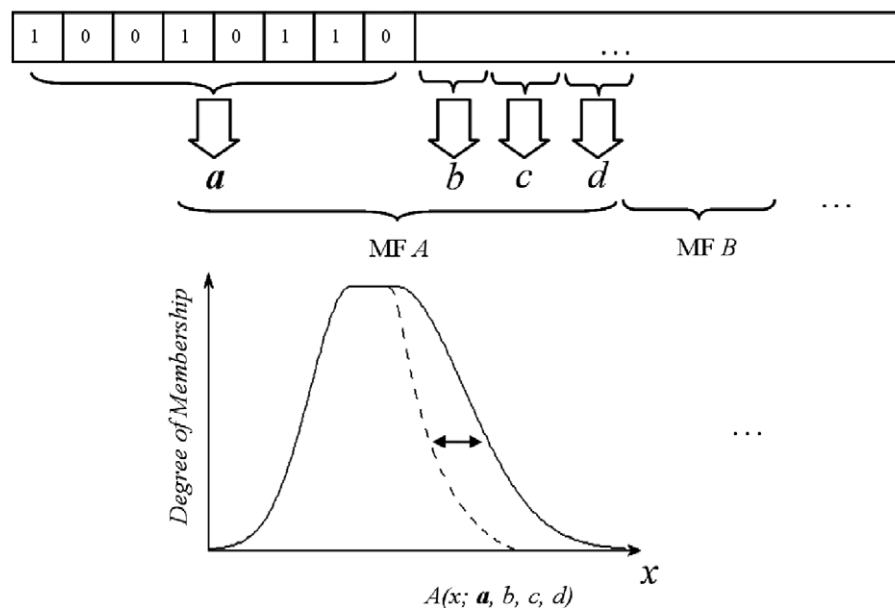 1 0 0 1 0 1 1 0 ...
a b c d
MF A MF B ...
Degree of Membership
...
x
A(x; a, b, c, d)